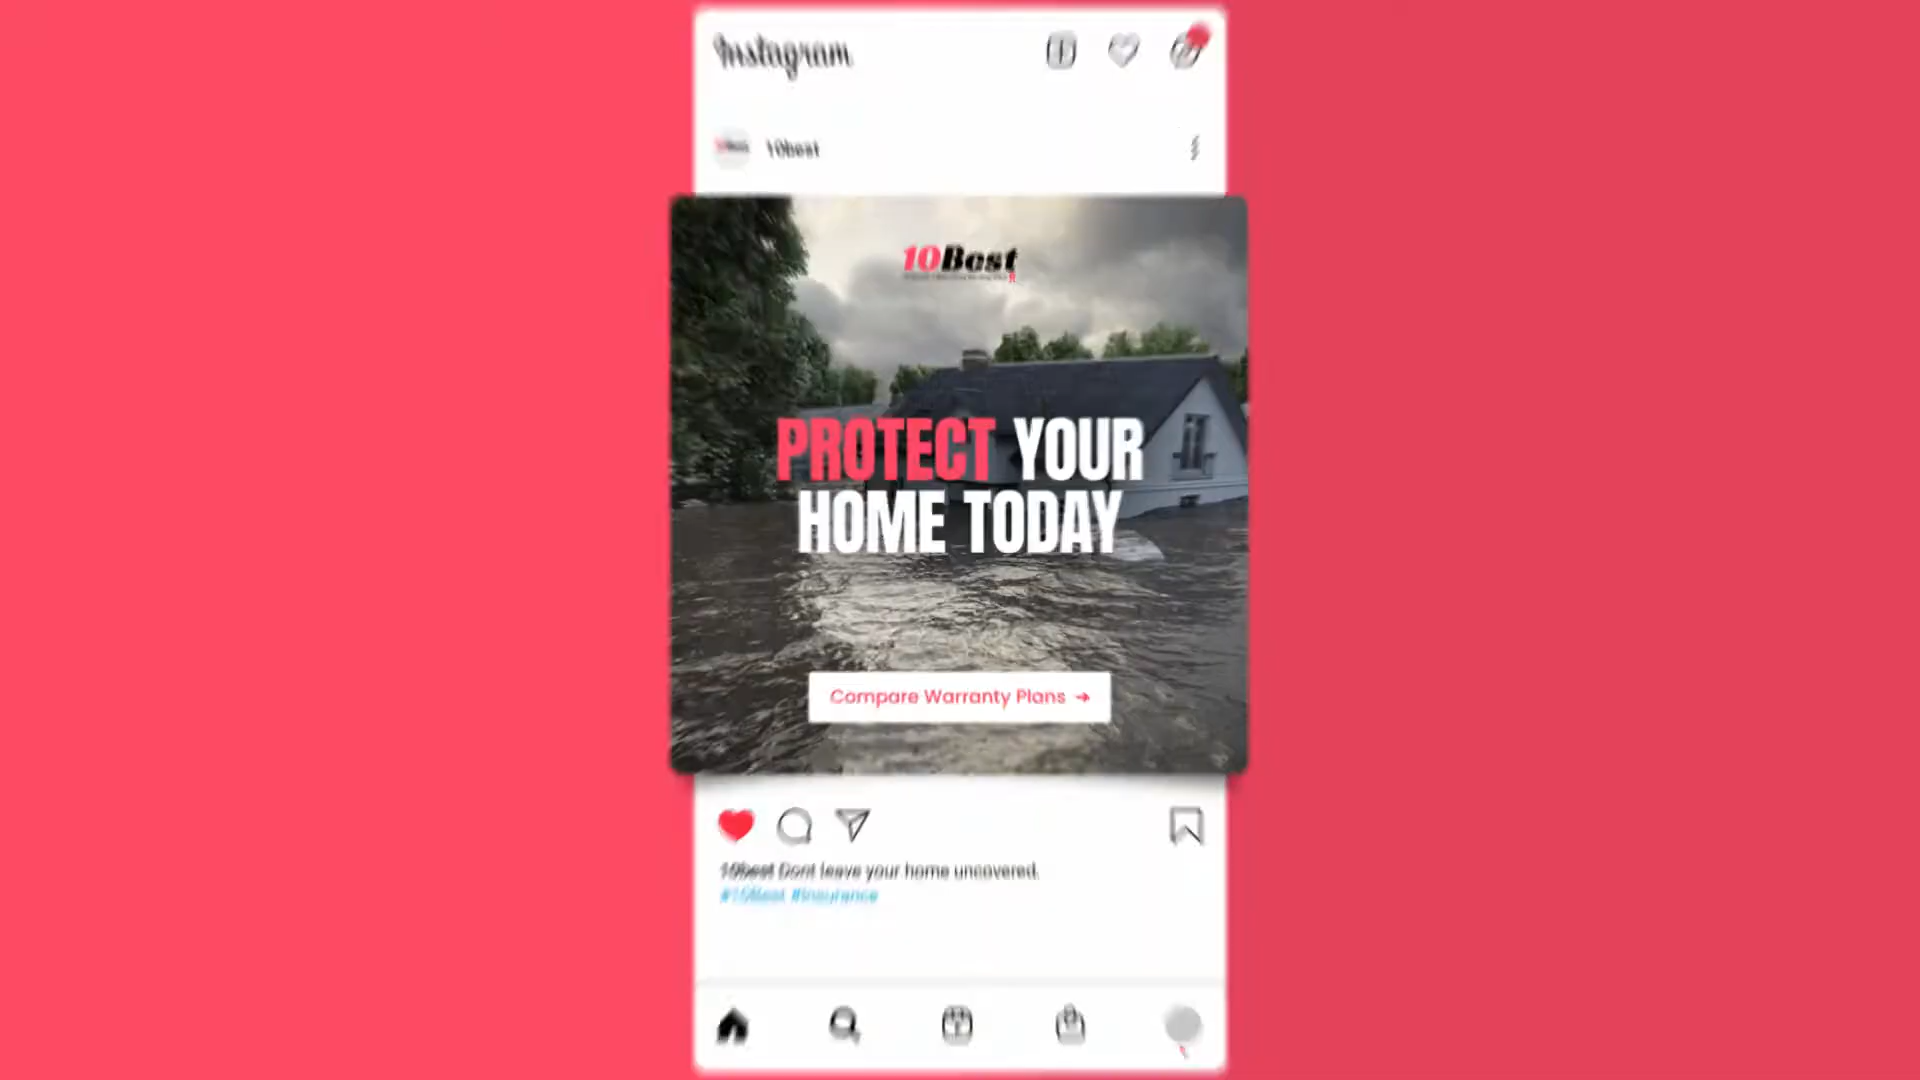 Instagram
10best
10Best
PROTECT YOUR
HOME TODAY
Compare Warranty Plans →
10best Dont leave your home uncovered.
#10Best #Insurance